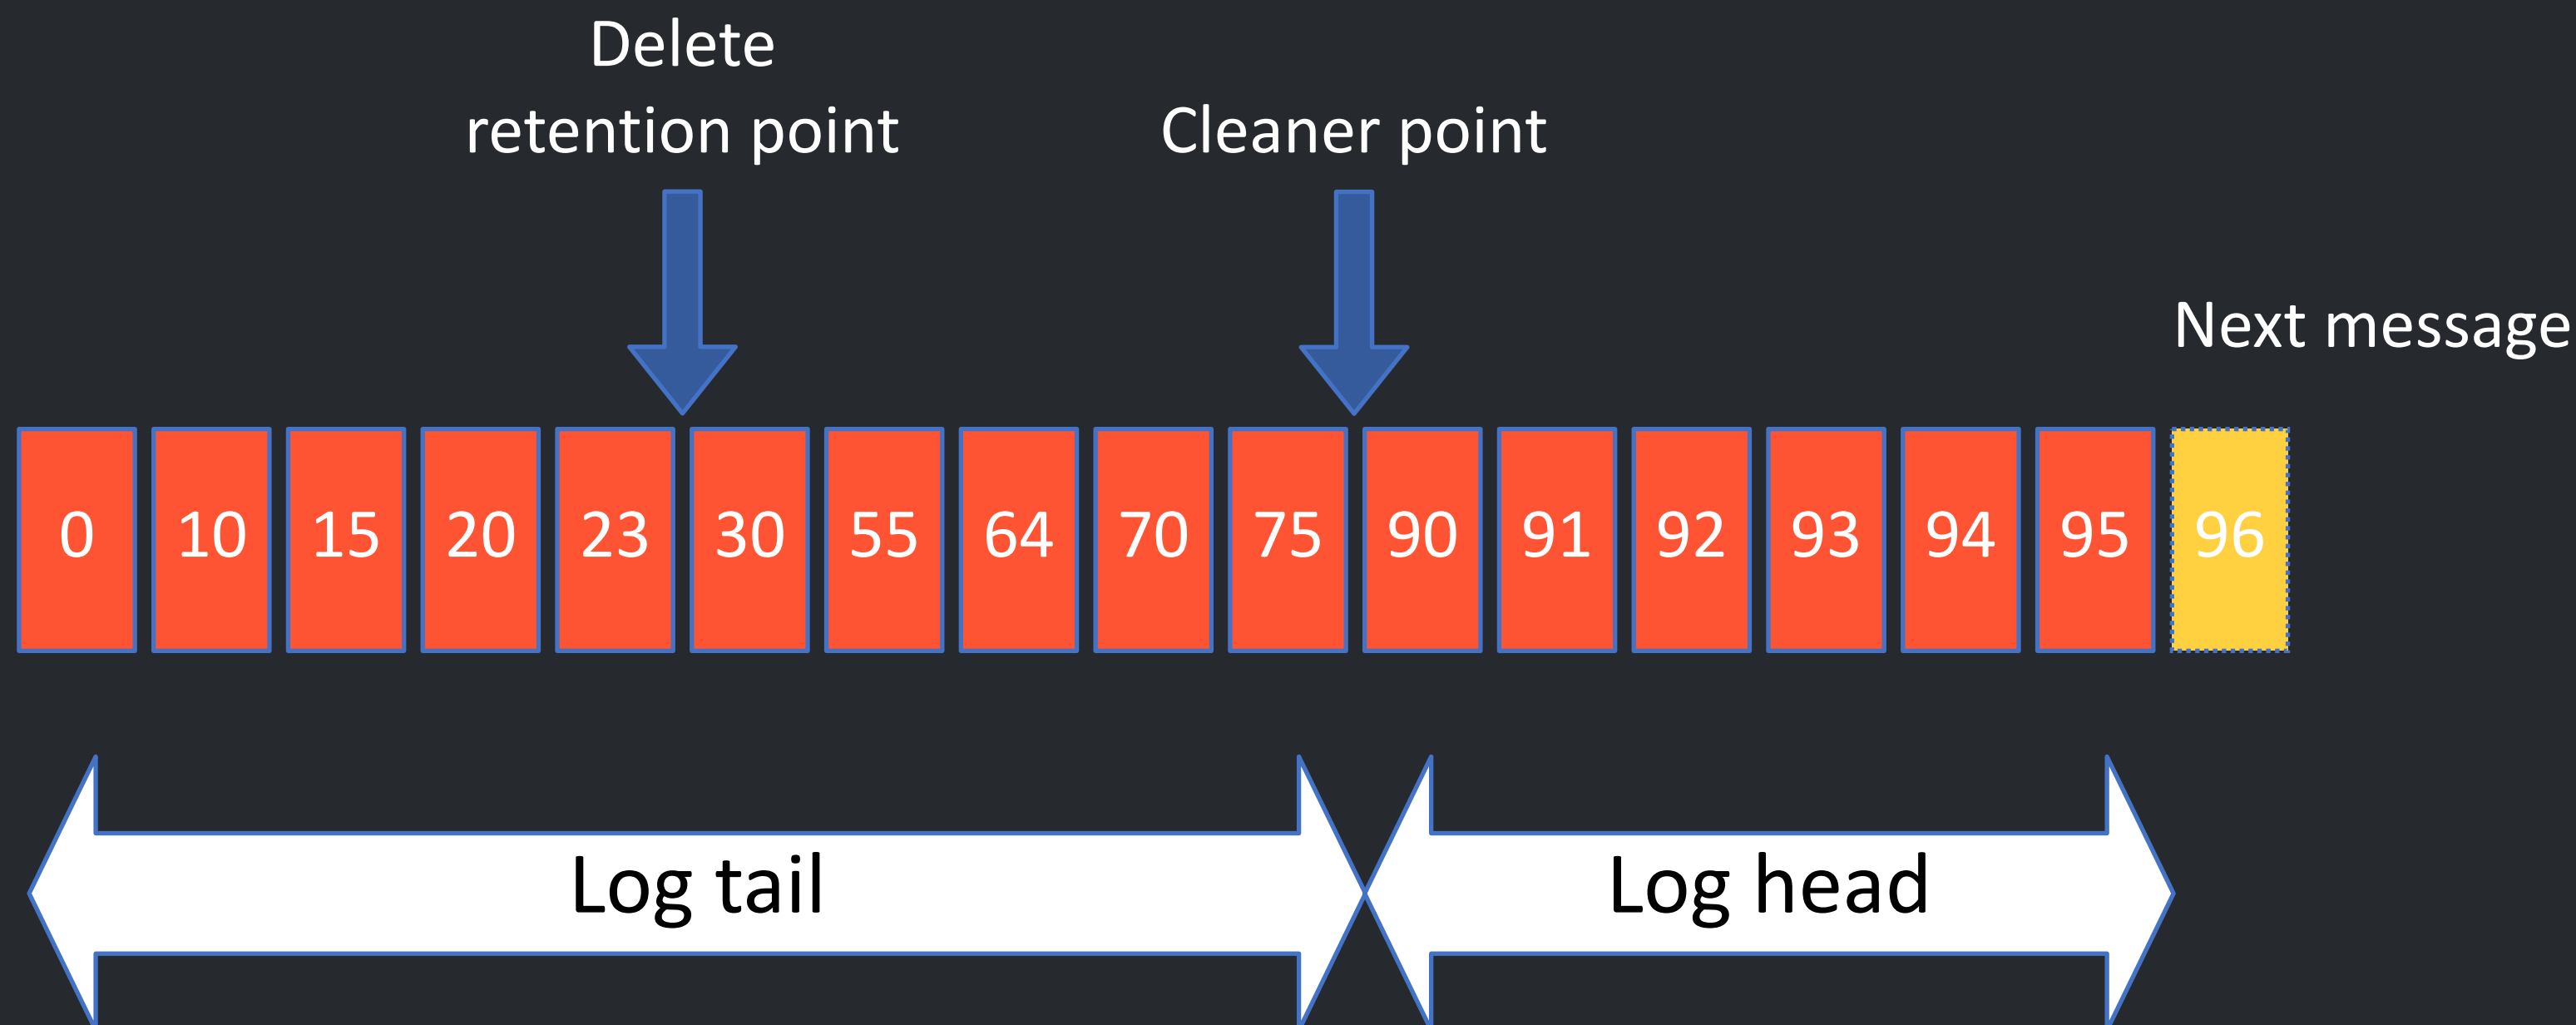 Delete
retention point
Cleaner point
Next message
0 10 15 20 23 30 55 64 70 75 90 91 92 93 94 95 96
Log tail
Log head